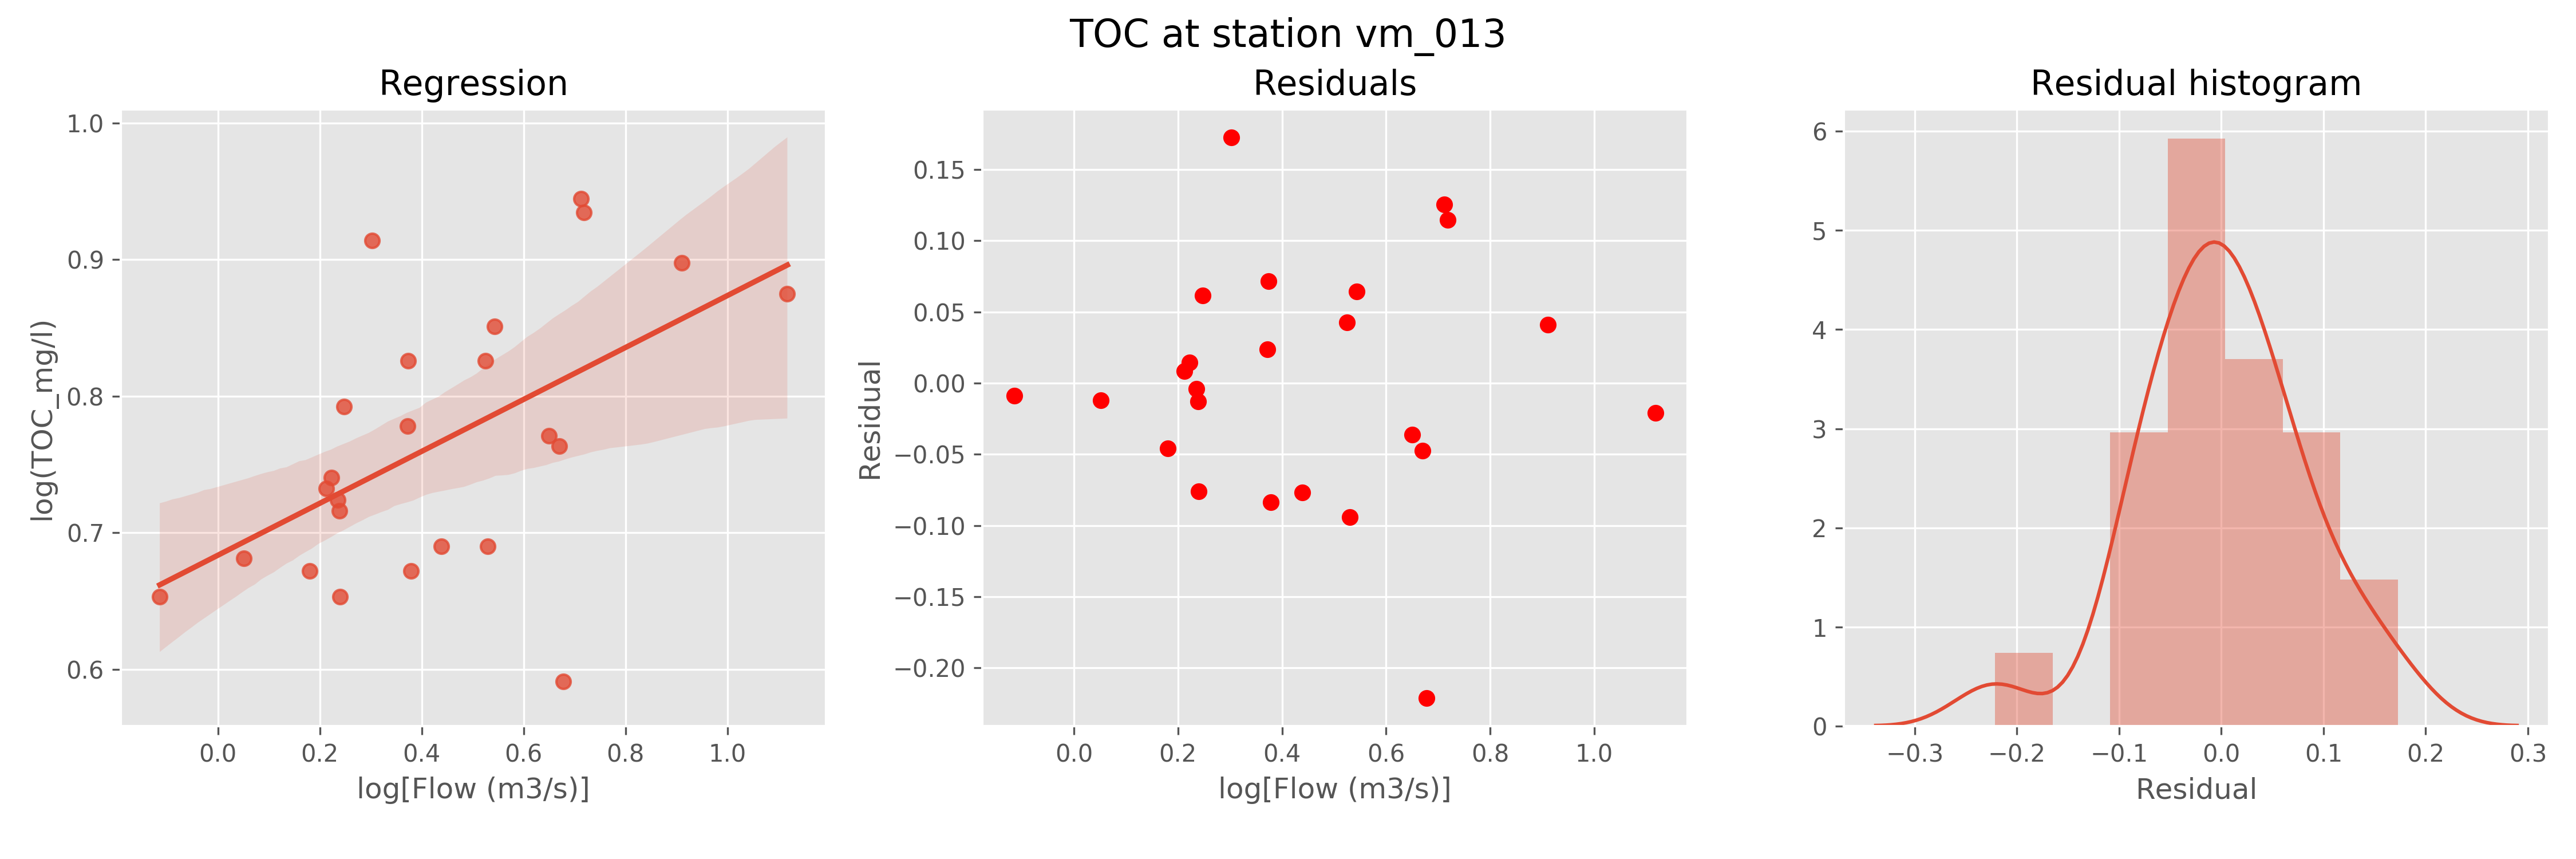 TOC at station vm_013
Regression
1.0
0.9
0.8
0.7
0.6
log(TOC_mg/l)
0.0 0.2 0.4 0.6 0.8 1.0
log[Flow (m3/s)]
Residuals
0.15
0.10
0.05
0.00
−0.05
−0.10
−0.15
−0.20
Residual
0.0 0.2 0.4 0.6 0.8 1.0
log[Flow (m3/s)]
Residual histogram
6
5
4
3
2
1
0
−0.3 −0.2 −0.1 0.0 0.1 0.2 0.3
Residual